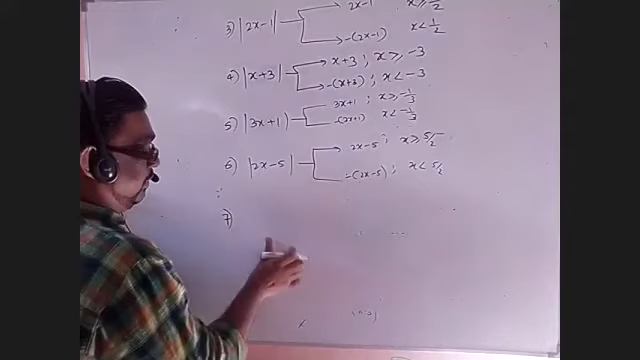 2x-1 x≥1/2
3) |2x-1|
-(2x-1) x<1/2
x+3 ; x≥-3
4) |x+3|
-(x+3) ; x<-3
3x+1 ; x≥-1/3
5) |3x+1)
x<-1/3
2x-5 ; x≥5/2
6) |2x-5|
-(2x-5) ; x<5/2
7)